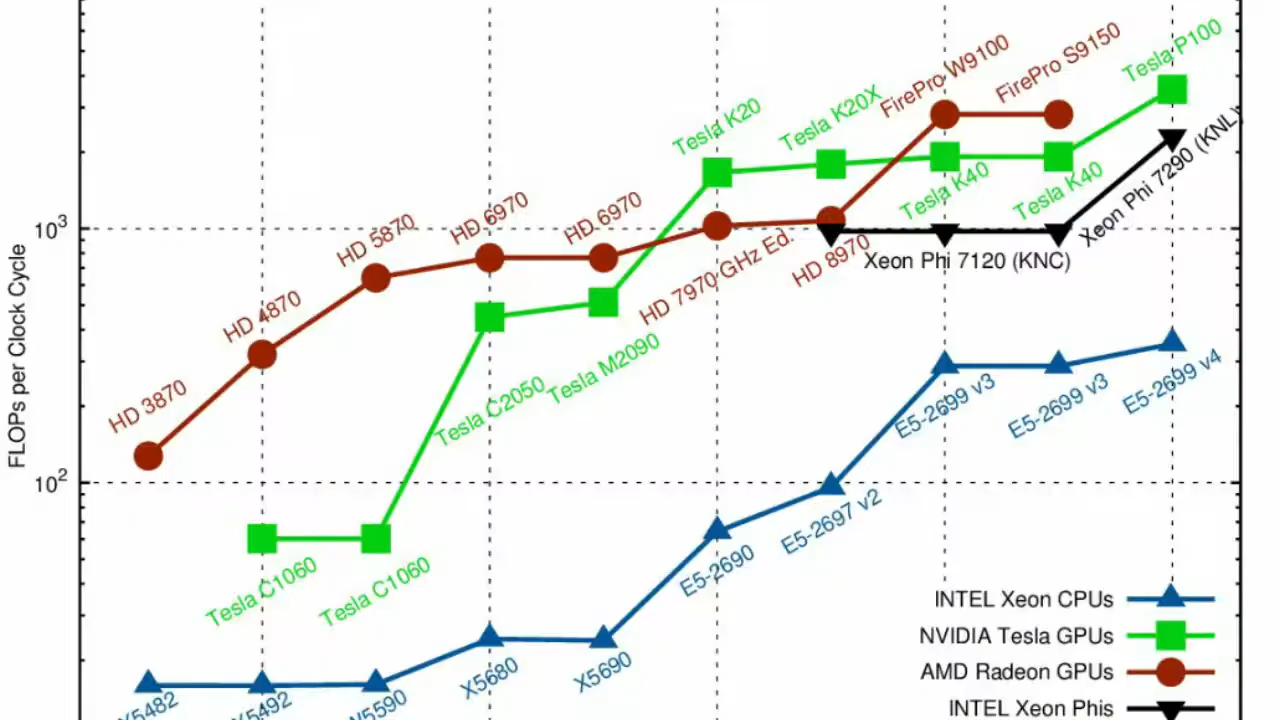 Tesla P100
FirePro S9150
FirePro W9100
Tesla K20X
Tesla K20
Xeon Phi 7290 (KNL)
Tesla K40
Tesla K40
HD 6970
HD 6970
HD 5870
10^3
HD 7970 GHz Ed.
HD 8970
Xeon Phi 7120 (KNC)
HD 4870
FLOPs per Clock Cycle
Tesla M2090
Tesla C2050
HD 3870
E5-2699 v3
E5-2699 v3
E5-2699 v4
10^2
E5-2697 v2
E5-2690
Tesla C1060
Tesla C1060
INTEL Xeon CPUs
NVIDIA Tesla GPUs
AMD Radeon GPUs
INTEL Xeon Phis
X5680
X5690